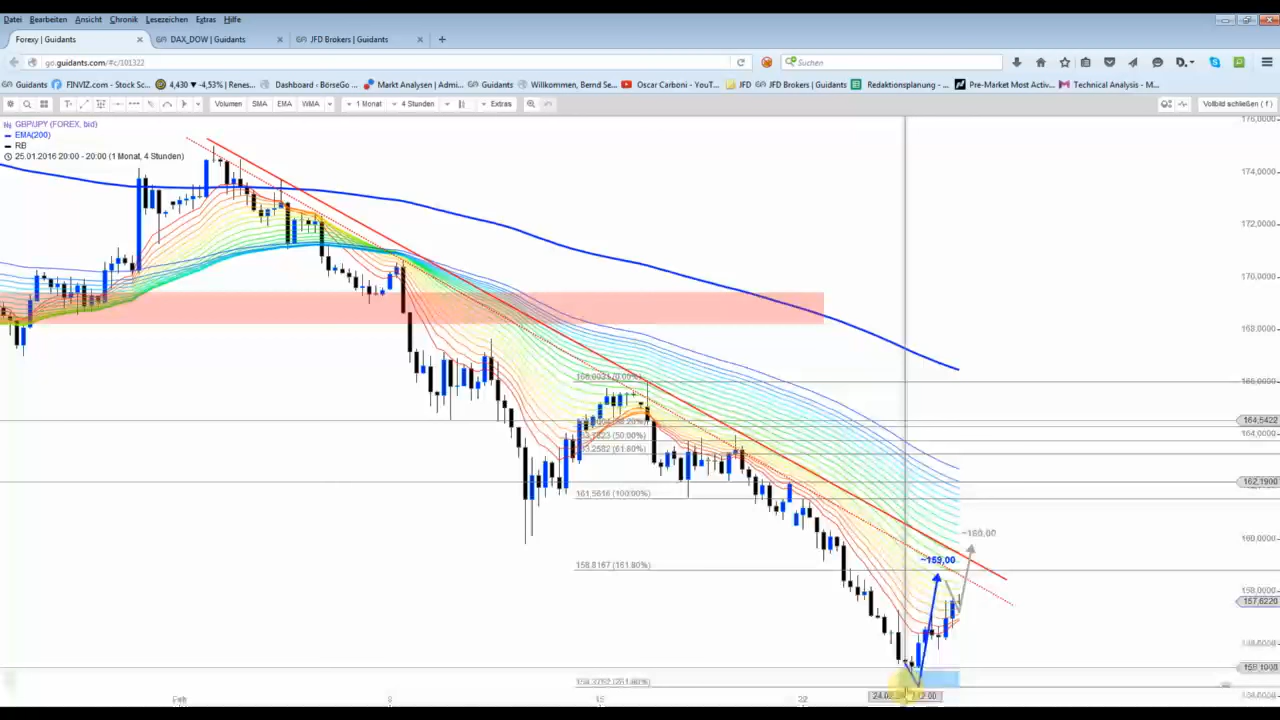 Datei Bearbeiten Ansicht Chronik Lesezeichen Extras Hilfe
Forexy | Guidants
DAX_DOW | Guidants
JFD Brokers | Guidants
go.guidants.com/#c/101322
Suchen
Guidants FINVIZ.com - Stock Sc... 4,430 ▼ -4,53% | Renes... Dashboard ‹ BörseGo ... Markt Analysen | Admi... Guidants Willkommen, Bernd Se... Oscar Carboni - YouT... JFD JFD Brokers | Guidants Redaktionsplanung - ... Pre-Market Most Activ... Technical Analysis - M...
Volumen SMA EMA WMA 1 Monat 4 Stunden Extras Vollbild schließen ( f )
GBP/JPY (FOREX, bid)
EMA(200)
RB
25.01.2016 20:00 - 20:00 (1 Monat, 4 Stunden)
176,0000
174,0000
172,0000
170,0000
168,0000
164,5422
164,0000
(50.00%)
(61.80%)
162,1900
161,5616 (100.00%)
160,0000
~160,00
~159,00
158,8167 (161.80%)
158,0000
157,6220
Feb 8 15 22